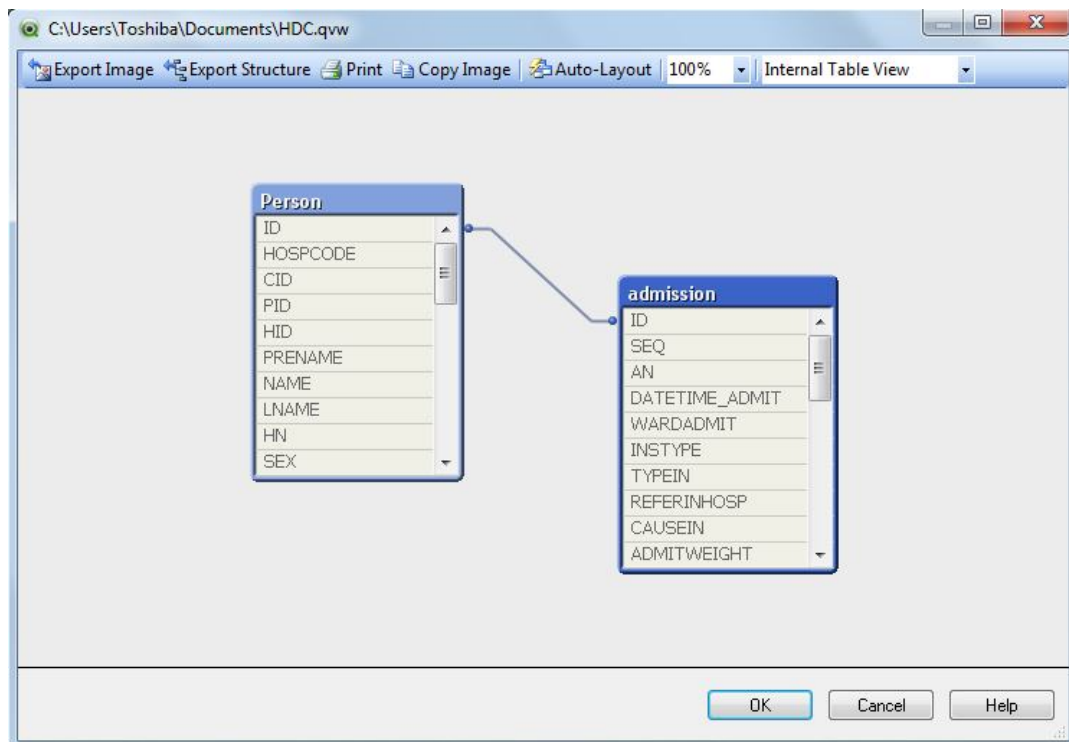 C:\Users\Toshiba\Documents\HDC.qvw
Export Image Export Structure Print Copy Image Auto-Layout 100% Internal Table View
Person
ID
HOSPCODE
CID
PID
HID
PRENAME
NAME
LNAME
HN
SEX
admission
ID
SEQ
AN
DATETIME_ADMIT
WARDADMIT
INSTYPE
TYPEIN
REFERINHOSP
CAUSEIN
ADMITWEIGHT
OK Cancel Help